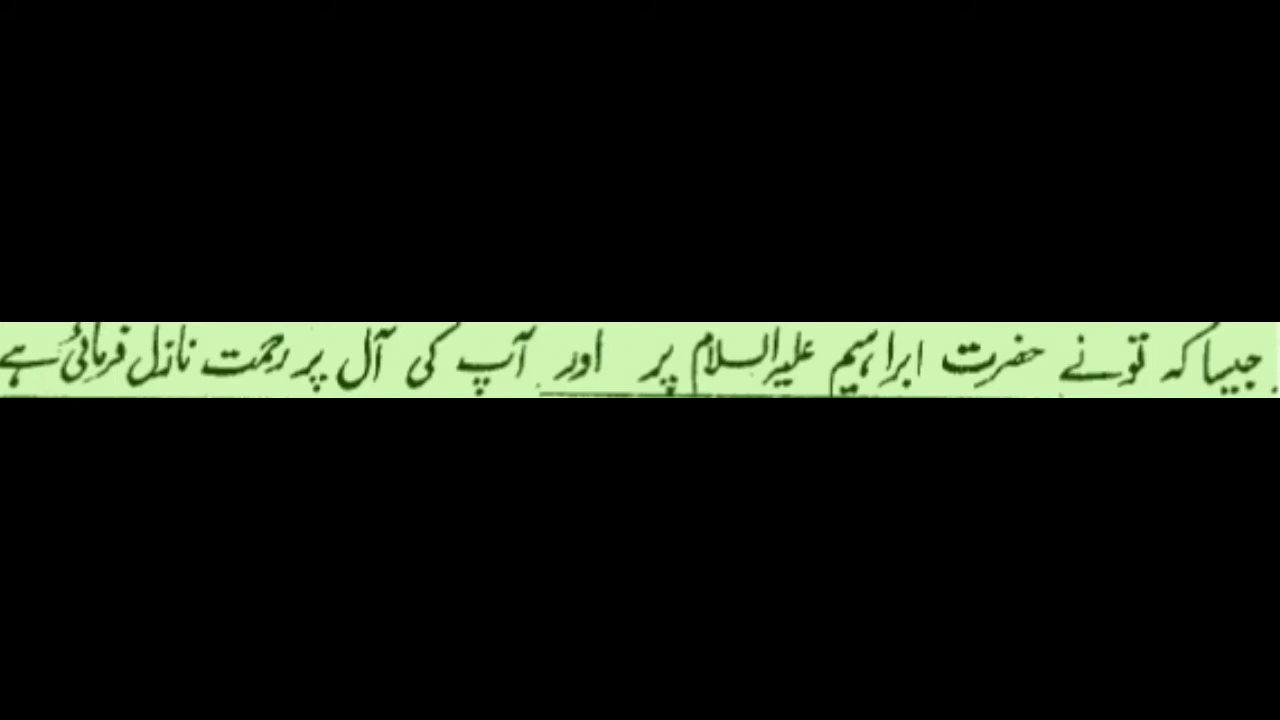 جیسا کہ تو نے حضرت ابراہیم علیہ السلام پر اور آپ کی آل پر رحمت نازل فرمائی ہے